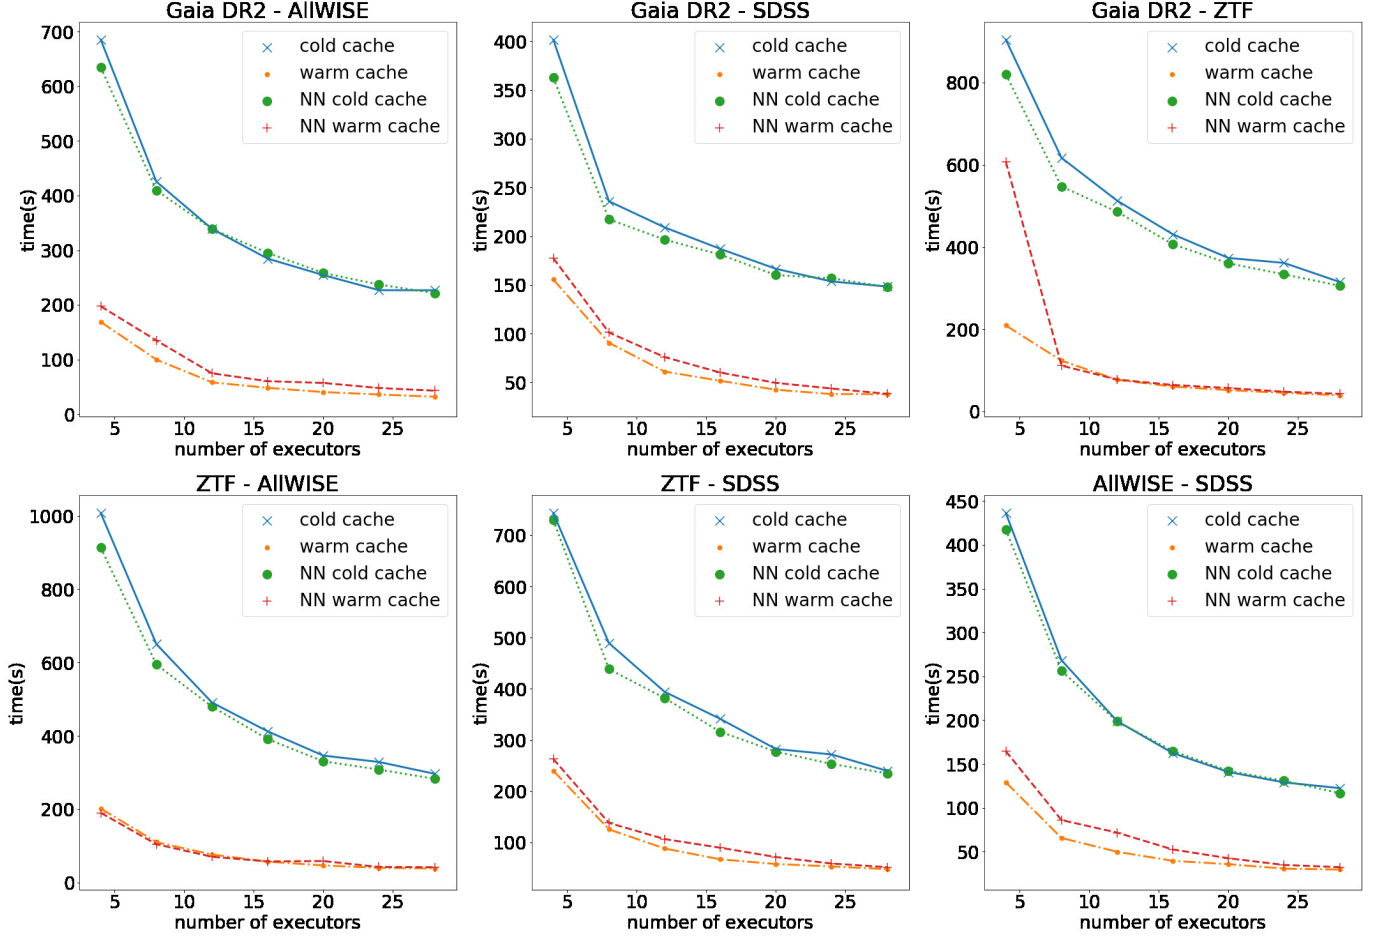 Gaia DR2 - AllWISE
700
600
500
400
300
200
100
0
time(s)
cold cache
warm cache
NN cold cache
NN warm cache
5 10 15 20 25
number of executors
Gaia DR2 - SDSS
400
350
300
250
200
150
100
50
time(s)
cold cache
warm cache
NN cold cache
NN warm cache
5 10 15 20 25
number of executors
Gaia DR2 - ZTF
800
600
400
200
0
time(s)
cold cache
warm cache
NN cold cache
NN warm cache
5 10 15 20 25
number of executors
ZTF - AllWISE
1000
800
600
400
200
0
time(s)
cold cache
warm cache
NN cold cache
NN warm cache
5 10 15 20 25
number of executors
ZTF - SDSS
700
600
500
400
300
200
100
time(s)
cold cache
warm cache
NN cold cache
NN warm cache
5 10 15 20 25
number of executors
AllWISE - SDSS
450
400
350
300
250
200
150
100
50
time(s)
cold cache
warm cache
NN cold cache
NN warm cache
5 10 15 20 25
number of executors